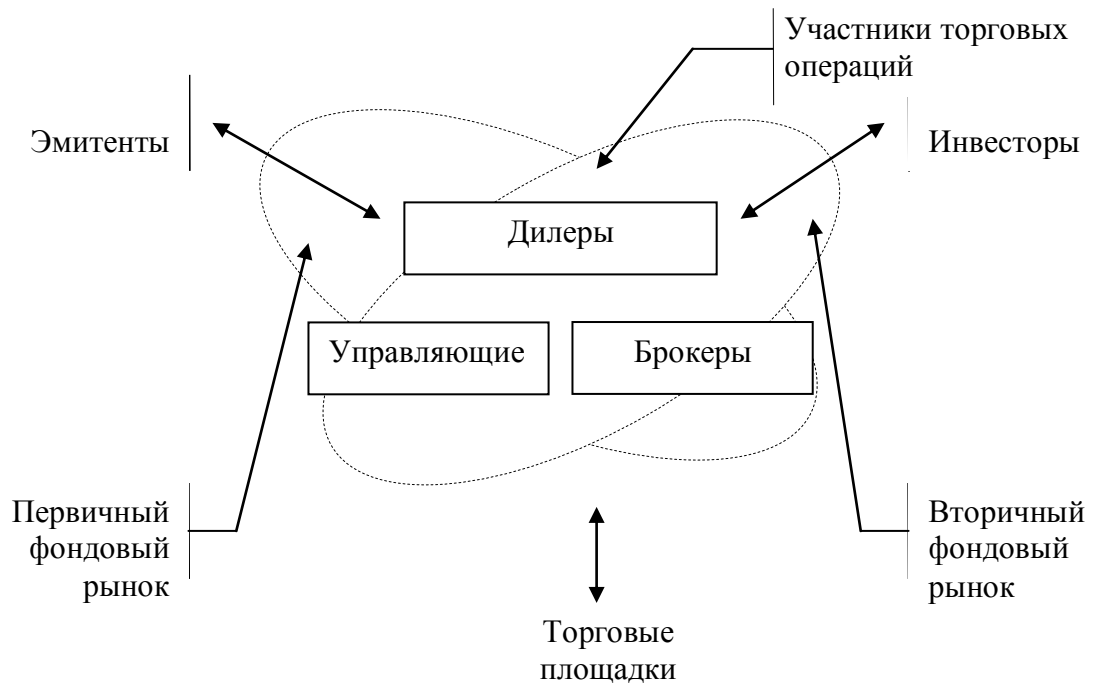 Участники торговых
операций
Эмитенты
Инвесторы
Дилеры
Управляющие
Брокеры
Первичный
фондовый
рынок
Вторичный
фондовый
рынок
Торговые
площадки